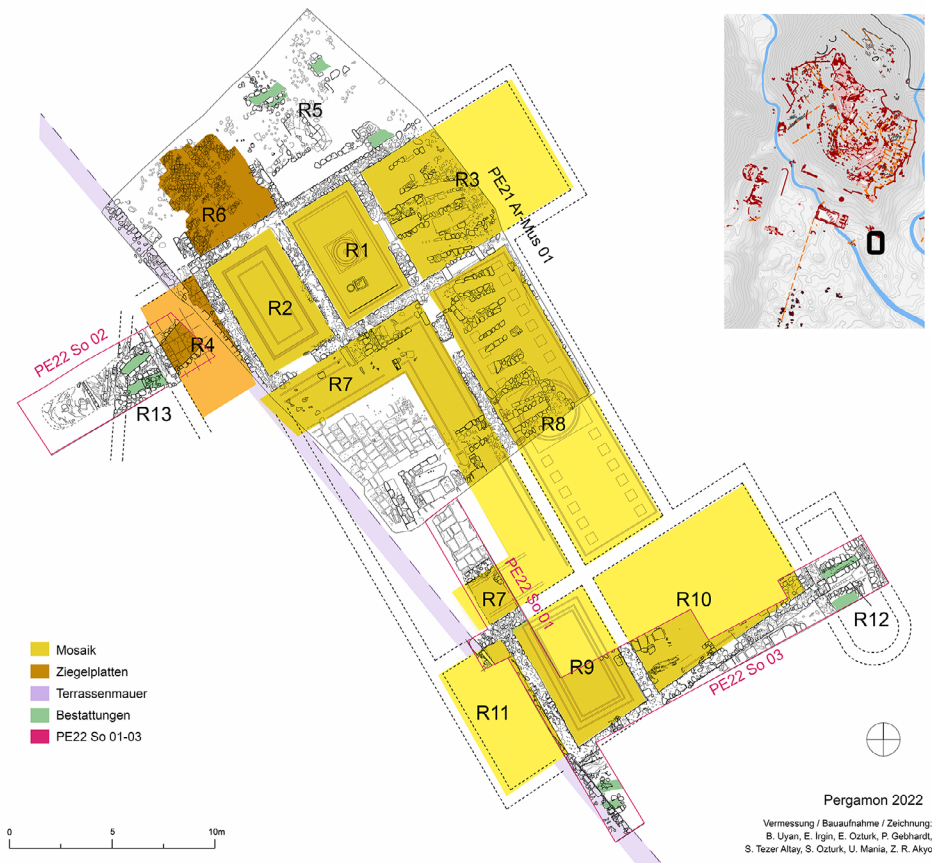 R5
R3
PE21 Ar-Mus 01
R6
R1
R2
PE22 So 02
R4
R7
R13
R8
PE22 So 01
R7
R10
R12
R9
PE22 So 03
R11
Mosaik
Ziegelplatten
Terrassenmauer
Bestattungen
PE22 So 01-03
0 5 10m
Pergamon 2022
Vermessung / Bauaufnahme / Zeichnung:
B. Uyan, E. Irgin, E. Ozturk, P. Gebhardt,
S. Tezer Altay, S. Ozturk, U. Mania, Z. R. Akyo